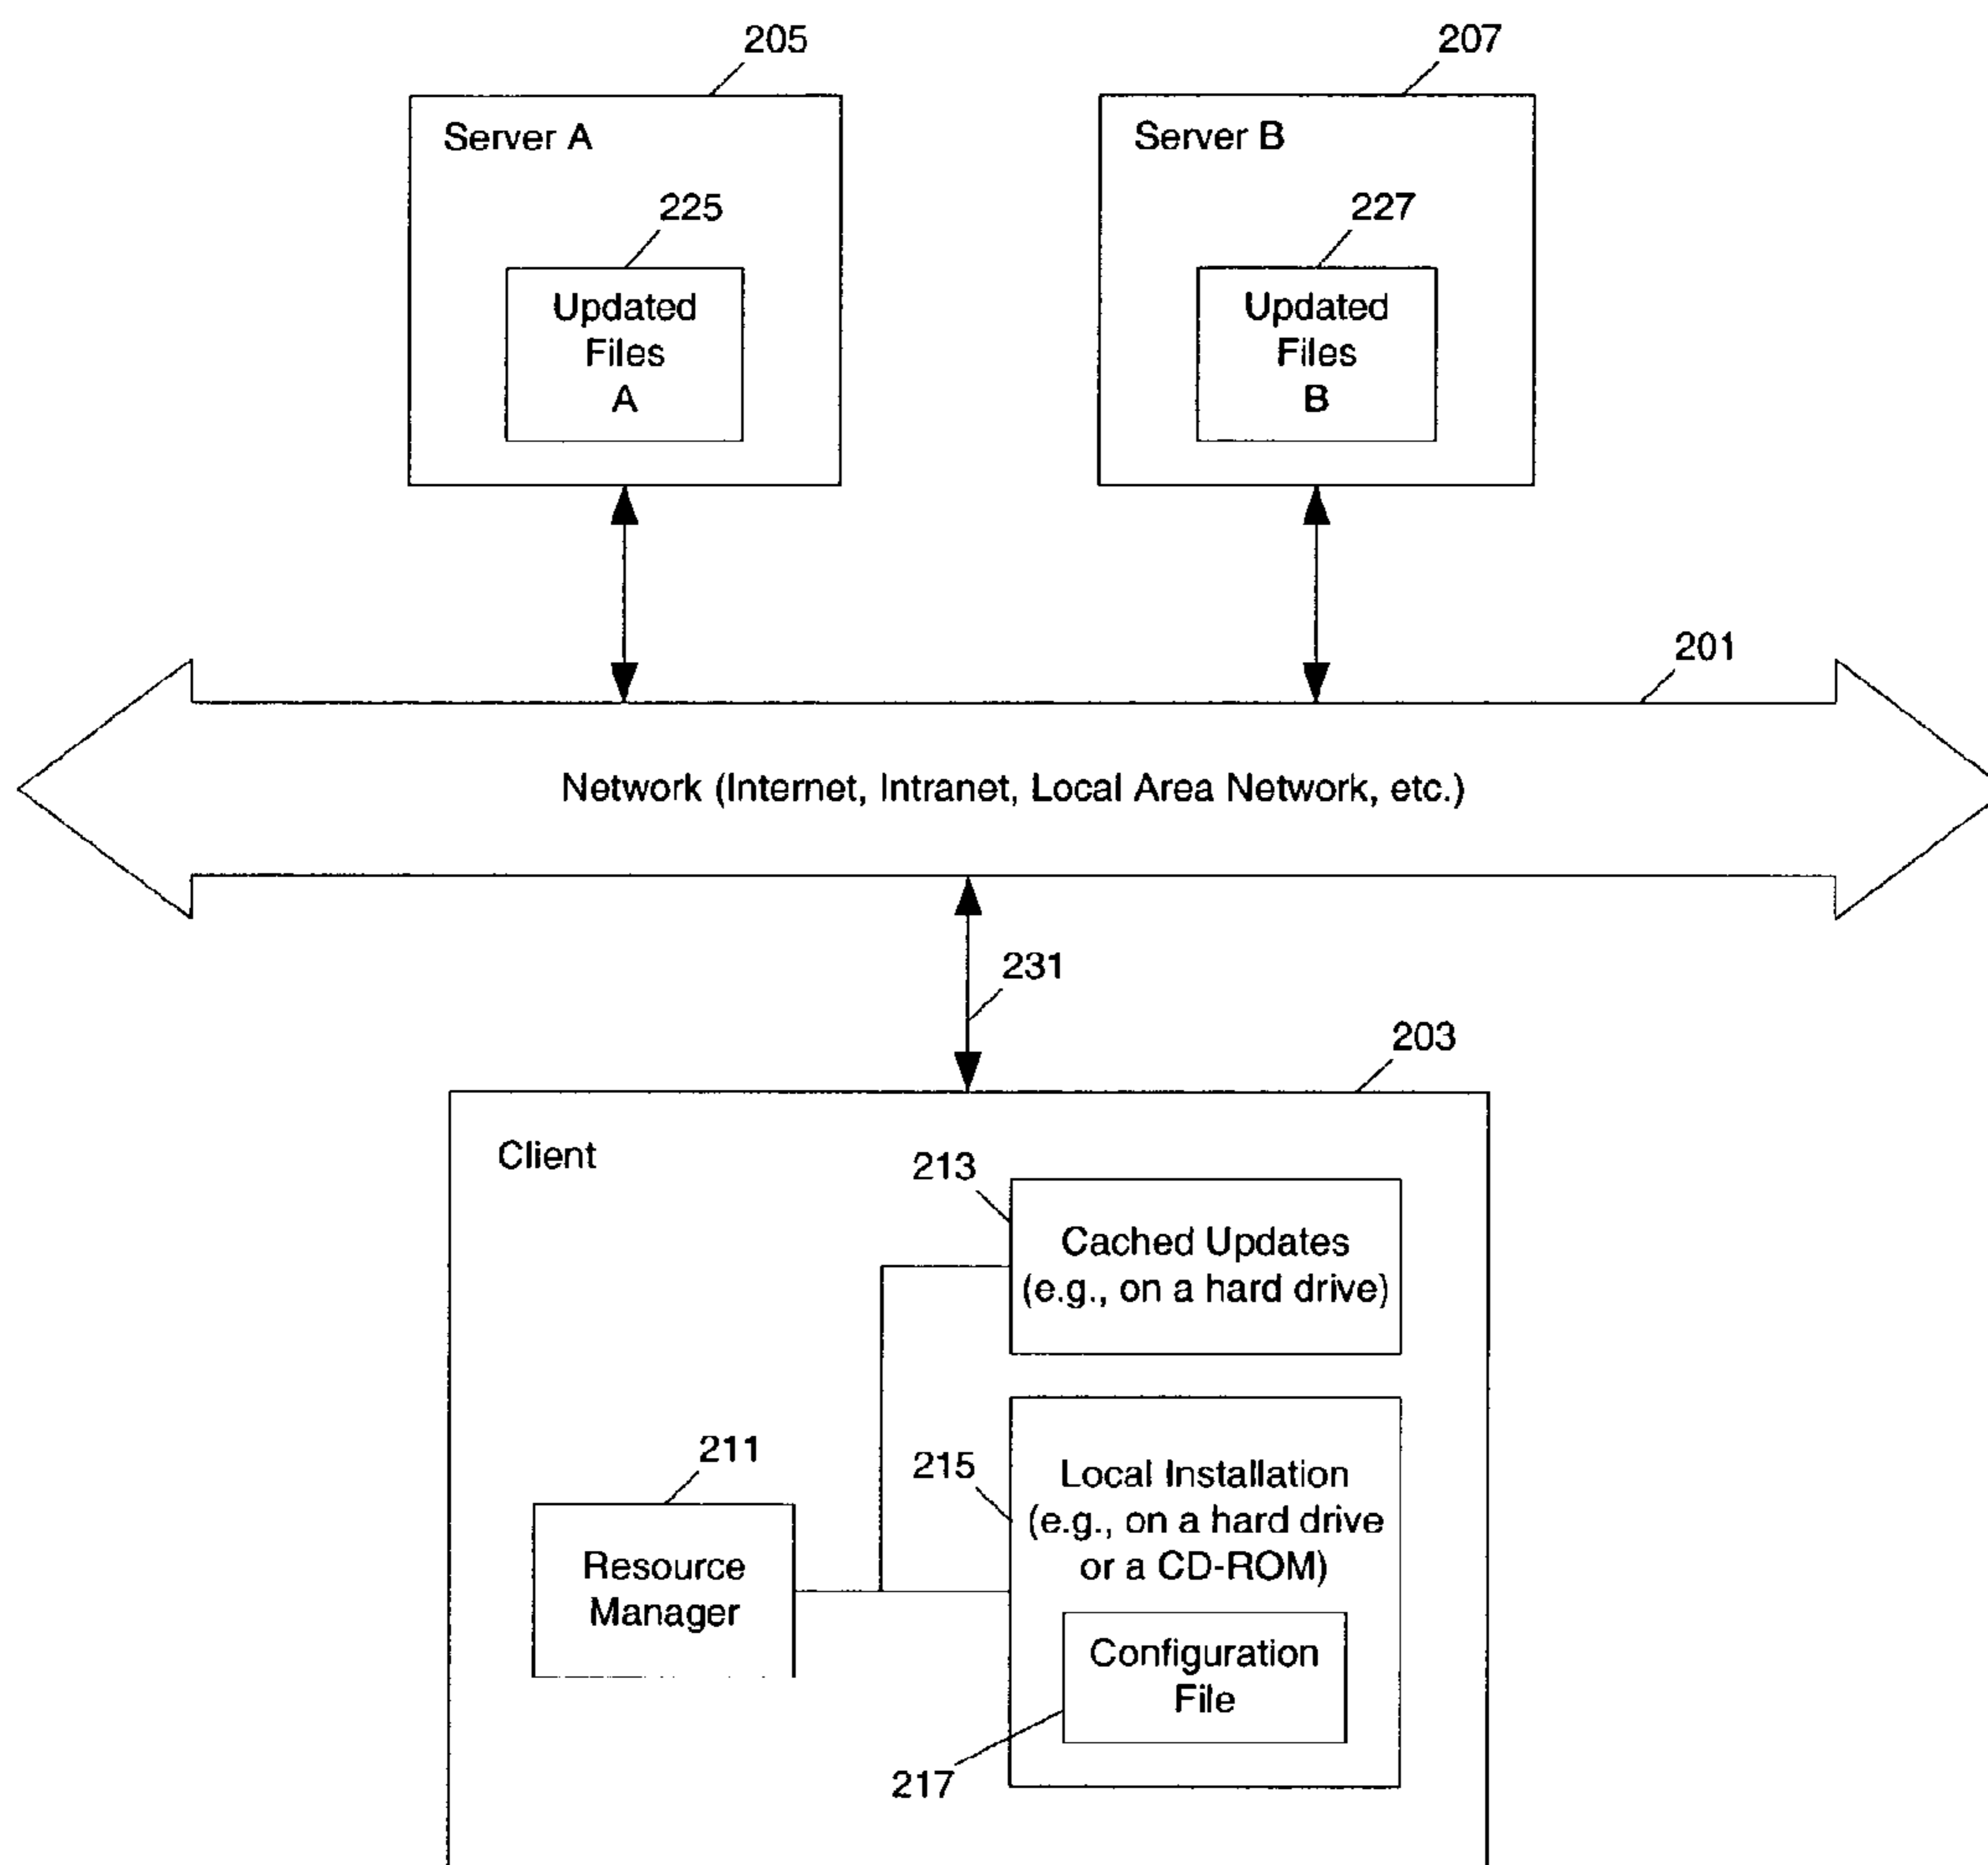 205
207
Server A
Server B
225
227
Updated
Files
A
Updated
Files
B
201
Network (Internet, Intranet, Local Area Network, etc.)
231
203
Client
213
Cached Updates
(e.g., on a hard drive)
211
215
Local Installation
(e.g., on a hard drive
or a CD-ROM)
Resource
Manager
Configuration
File
217